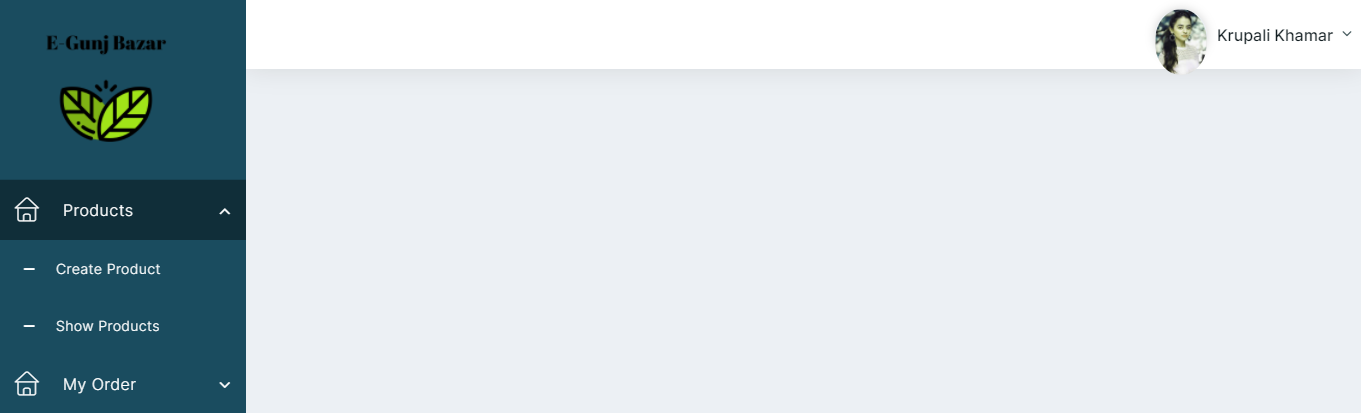 E-Gunj Bazar
Krupali Khamar
Products
Create Product
Show Products
My Order